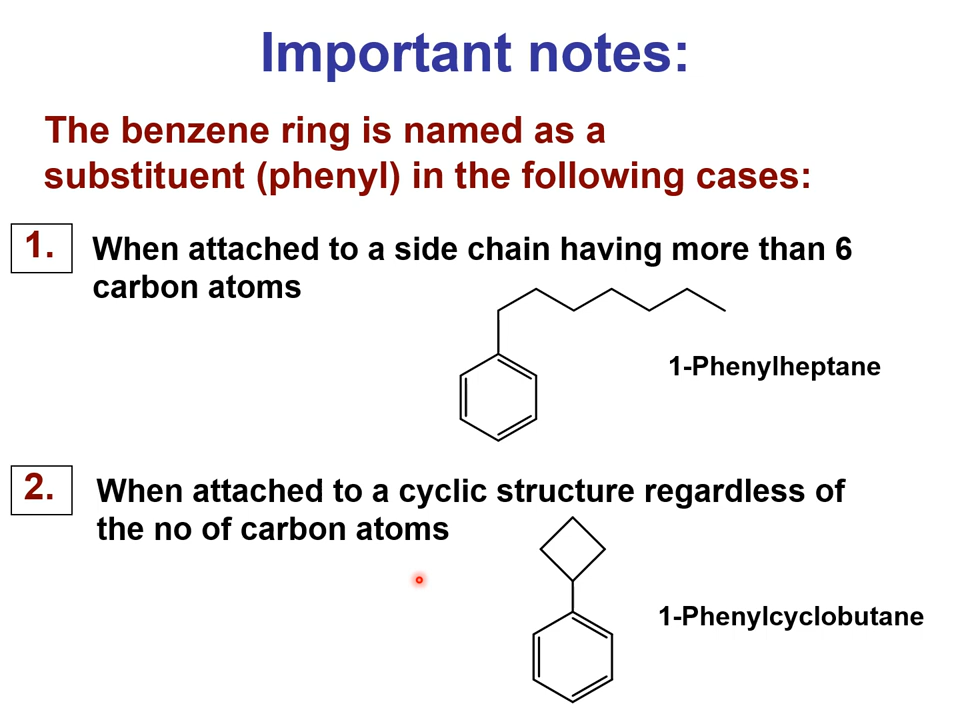 Important notes:
The benzene ring is named as a
substituent (phenyl) in the following cases:
1. When attached to a side chain having more than 6
carbon atoms
1-Phenylheptane
2. When attached to a cyclic structure regardless of
the no of carbon atoms
1-Phenylcyclobutane